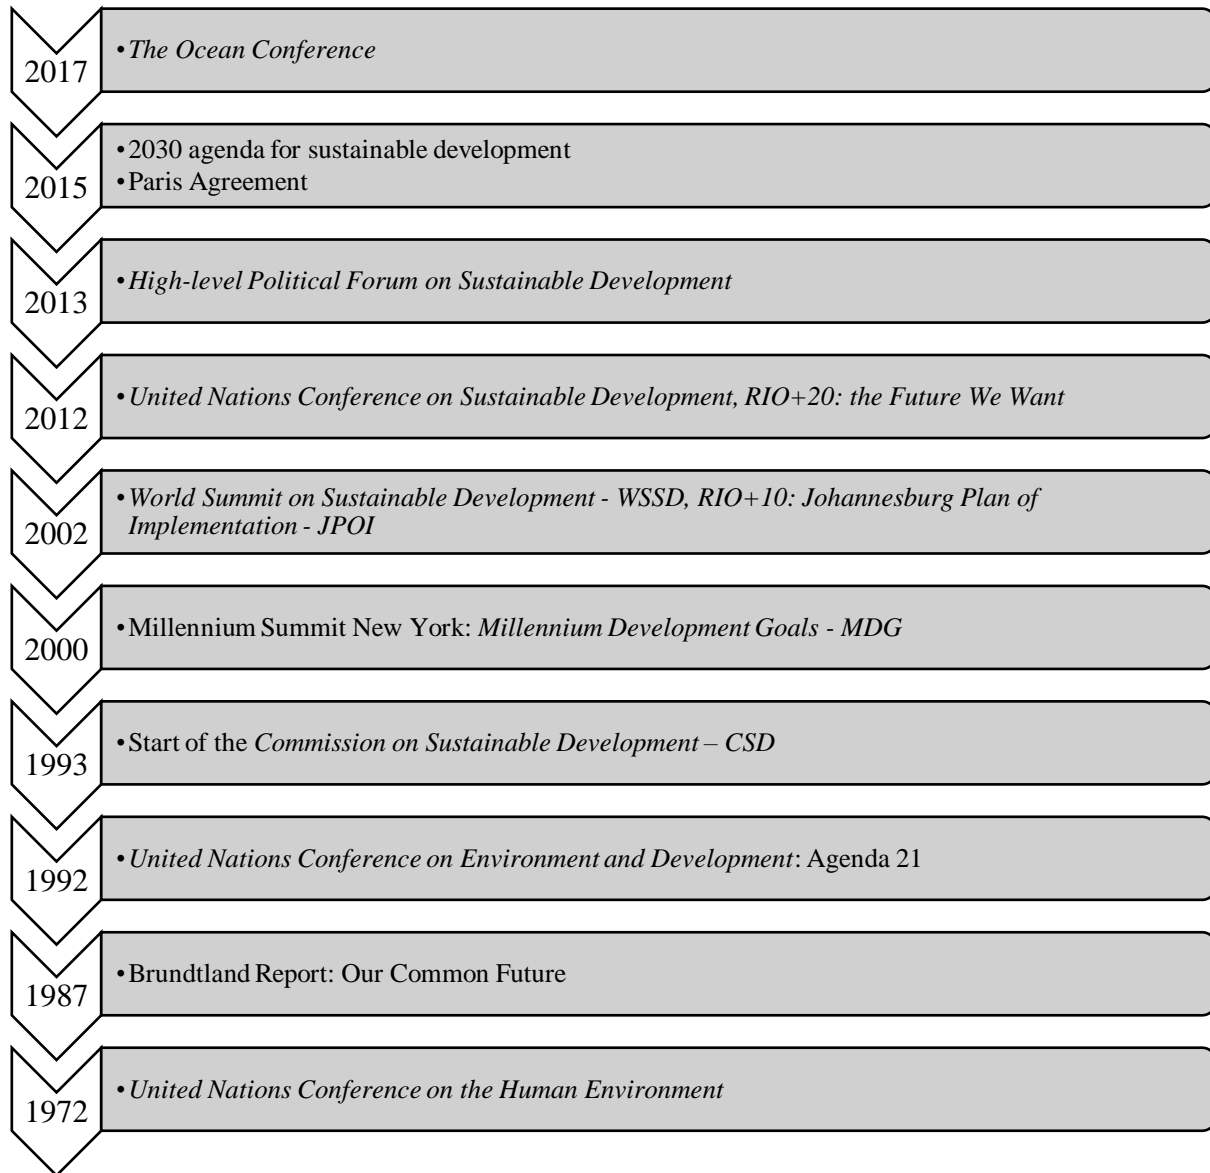 2017
•The Ocean Conference
2015
•2030 agenda for sustainable development
•Paris Agreement
2013
•High-level Political Forum on Sustainable Development
2012
•United Nations Conference on Sustainable Development, RIO+20: the Future We Want
2002
•World Summit on Sustainable Development - WSSD, RIO+10: Johannesburg Plan of
Implementation - JPOI
2000
•Millennium Summit New York: Millennium Development Goals - MDG
1993
•Start of the Commission on Sustainable Development – CSD
1992
•United Nations Conference on Environment and Development: Agenda 21
1987
•Brundtland Report: Our Common Future
1972
•United Nations Conference on the Human Environment